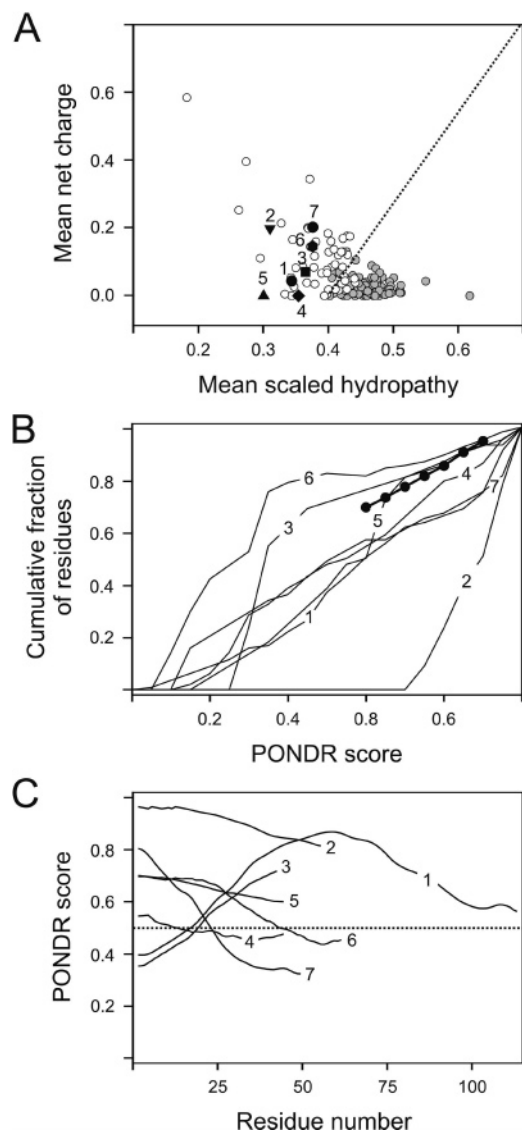 A
Mean net charge
0.6
0.4
0.2
0.0
2
7
6
3
1
5
4
0.2 0.3 0.4 0.5 0.6
Mean scaled hydropathy
B
Cumulative fraction
of residues
0.8
0.6
0.4
0.2
6
3
5
4
7
1
2
0.2 0.4 0.8 0.6
PONDR score
C
PONDR score
0.8
0.6
0.4
0.2
2
1
3
5
4
6
7
25 50 75 100
Residue number